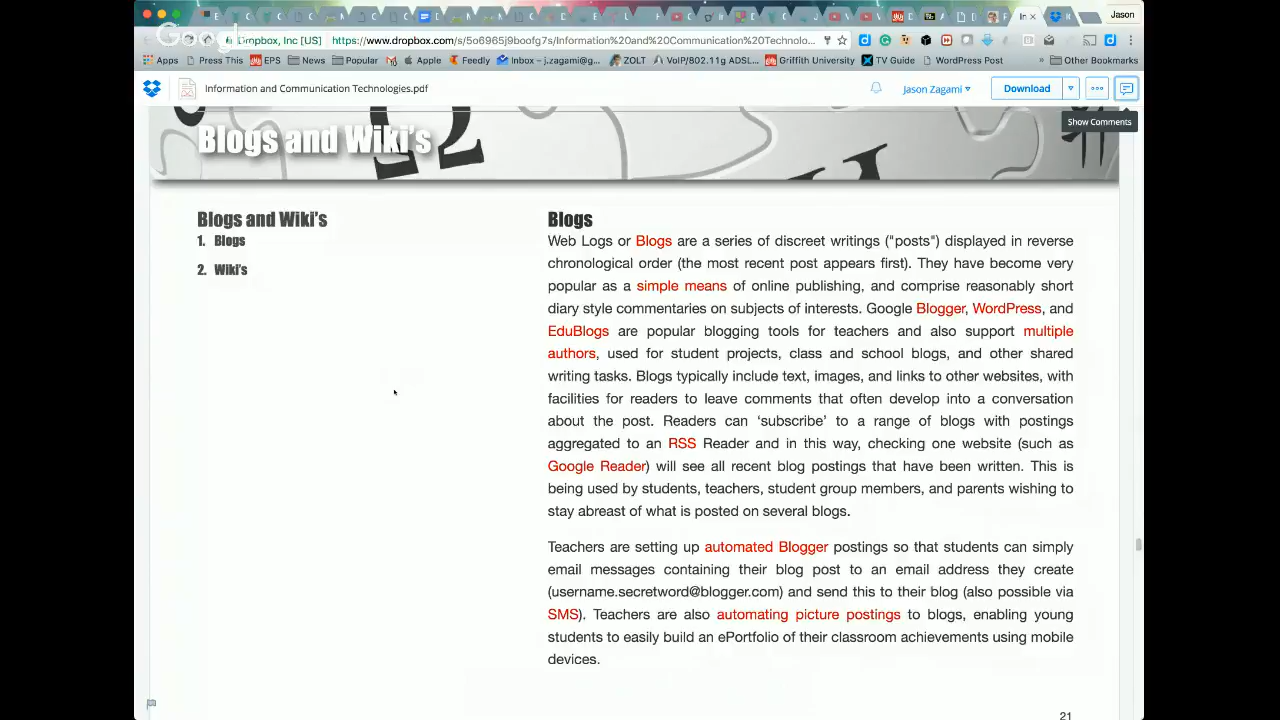 Jason
Google
Dropbox, Inc [US]
https://www.dropbox.com/s/5o6965j9boofg7s/Information%20and%20Communication%20Technolo...
Apps
Press This
EPS
News
Popular
Apple
Feedly
Inbox – j.zagami@g...
ZOLT
VoIP/802.11g ADSL...
Griffith University
TV Guide
WordPress Post
»
Other Bookmarks
Information and Communication Technologies.pdf
Jason Zagami
Download
Show Comments
Blogs and Wiki's
Blogs and Wiki's
1. Blogs
2. Wiki's
Blogs
Web Logs or Blogs are a series of discreet writings ("posts") displayed in reverse
chronological order (the most recent post appears first). They have become very
popular as a simple means of online publishing, and comprise reasonably short
diary style commentaries on subjects of interests. Google Blogger, WordPress, and
EduBlogs are popular blogging tools for teachers and also support multiple
authors, used for student projects, class and school blogs, and other shared
writing tasks. Blogs typically include text, images, and links to other websites, with
facilities for readers to leave comments that often develop into a conversation
about the post. Readers can ‘subscribe’ to a range of blogs with postings
aggregated to an RSS Reader and in this way, checking one website (such as
Google Reader) will see all recent blog postings that have been written. This is
being used by students, teachers, student group members, and parents wishing to
stay abreast of what is posted on several blogs.
Teachers are setting up automated Blogger postings so that students can simply
email messages containing their blog post to an email address they create
(username.secretword@blogger.com) and send this to their blog (also possible via
SMS). Teachers are also automating picture postings to blogs, enabling young
students to easily build an ePortfolio of their classroom achievements using mobile
devices.
21